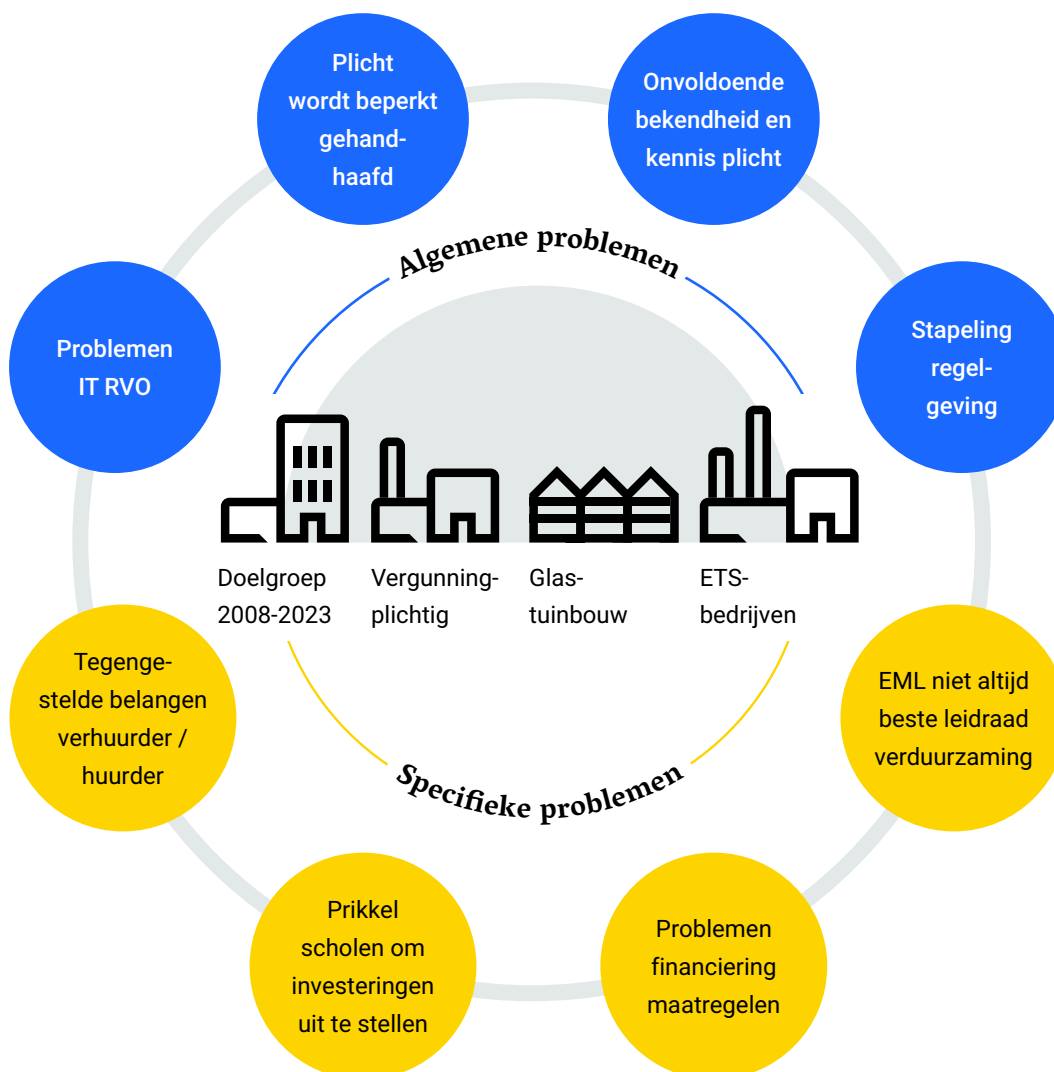 Plicht
wordt beperkt
gehand-
haafd
Onvoldoende
bekendheid en
kennis plicht
Algemene problemen
Problemen
IT RVO
Stapeling
regel-
geving
Doelgroep
2008-2023
Vergunning-
plichtig
Glas-
tuinbouw
ETS-
bedrijven
Tegenge-
stelde belangen
verhuurder /
huurder
EML niet altijd
beste leidraad
verduurzaming
Specifieke problemen
Prikkel
scholen om
investeringen
uit te stellen
Problemen
financiering
maatregelen